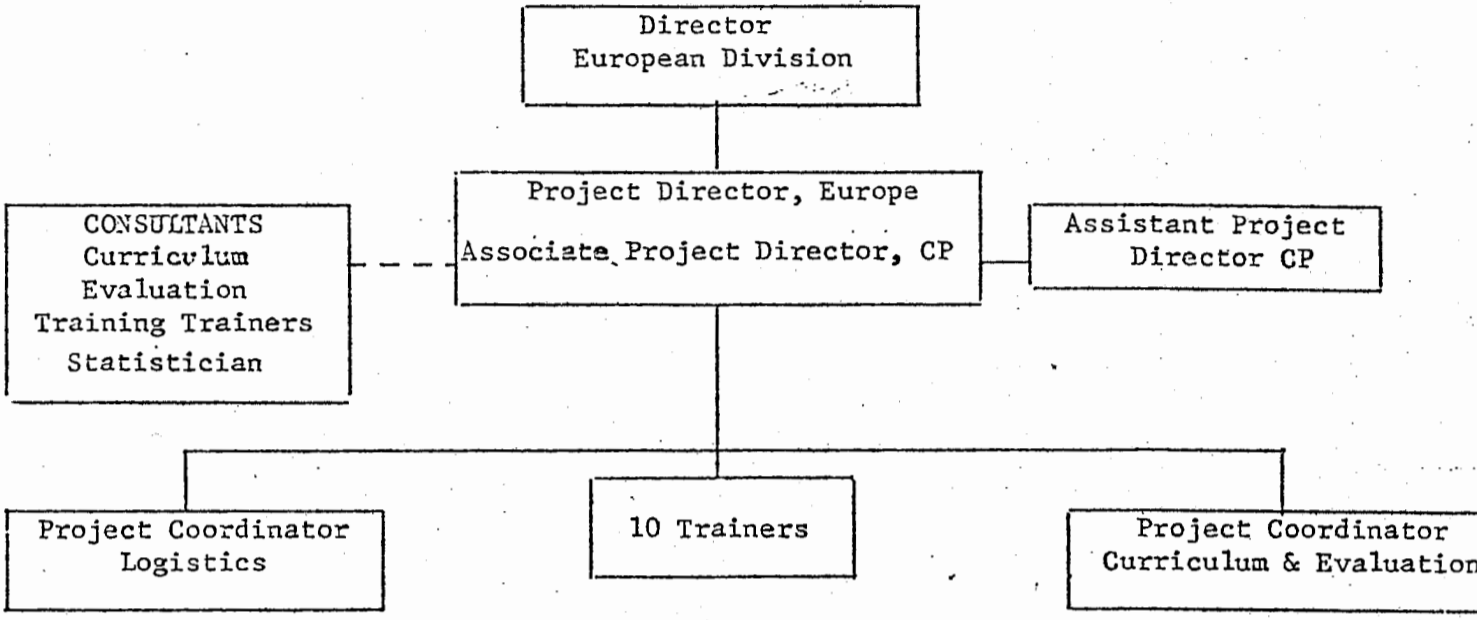 Director
European Division
Project Director, Europe
Associate Project Director, CP
CONSULTANTS
Curriculum
Evaluation
Training Trainers
Statistician
Assistant Project
Director CP
Project Coordinator
Logistics
10 Trainers
Project Coordinator
Curriculum & Evaluation